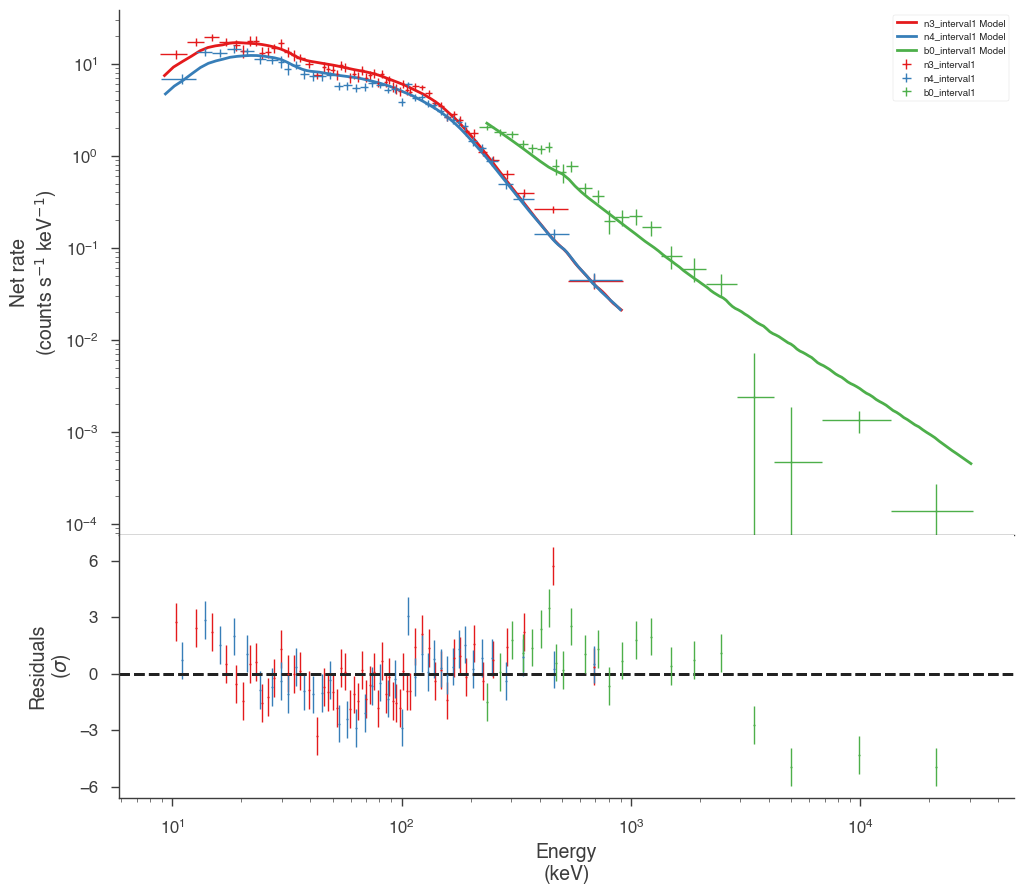 n3_interval1 Model
n4_interval1 Model
b0_interval1 Model
n3_interval1
n4_interval1
b0_interval1
Net rate
(counts s⁻¹ keV⁻¹)
10¹
10⁰
10⁻¹
10⁻²
10⁻³
10⁻⁴
Residuals
(σ)
6
3
0
−3
−6
10¹ 10² 10³ 10⁴
Energy
(keV)